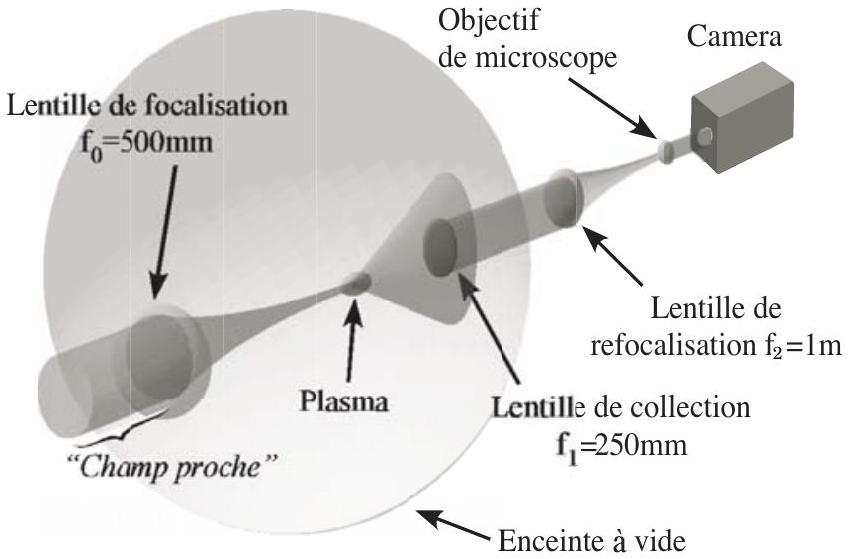 Objectif
de microscope
Camera
Lentille de focalisation
f₀=500mm
Lentille de
refocalisation f₂=1m
Plasma
Lentille de collection
f₁=250mm
“Champ proche”
Enceinte à vide